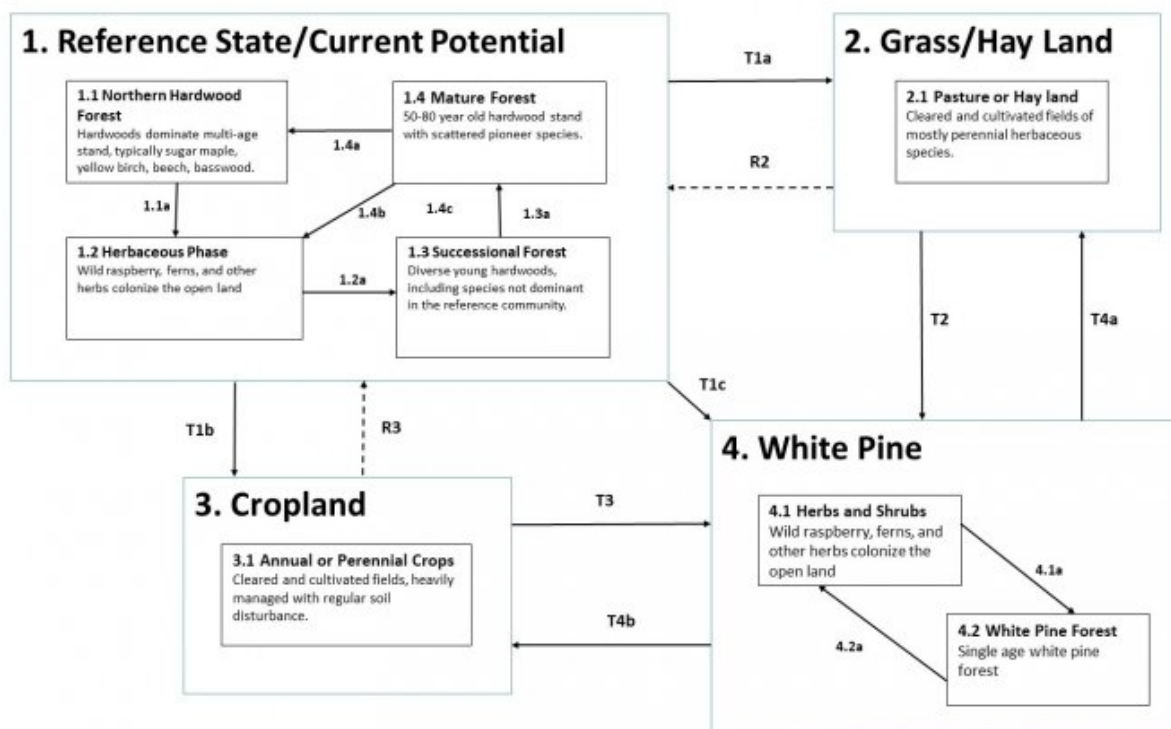 1. Reference State/Current Potential
1.1 Northern Hardwood
Forest
Hardwoods dominate multi-age
stand, typically sugar maple,
yellow birch, beech, basswood.
1.4 Mature Forest
50-80 year old hardwood stand
with scattered pioneer species.
1.4a
1.1a
1.4b
1.4c
1.3a
1.2 Herbaceous Phase
Wild raspberry, ferns, and other
herbs colonize the open land
1.2a
1.3 Successional Forest
Diverse young hardwoods,
including species not dominant
in the reference community.
T1a
R2
2. Grass/Hay Land
2.1 Pasture or Hay land
Cleared and cultivated fields of
mostly perennial herbaceous
species.
T2
T4a
T1c
T1b
R3
3. Cropland
3.1 Annual or Perennial Crops
Cleared and cultivated fields, heavily
managed with regular soil
disturbance.
T3
T4b
4. White Pine
4.1 Herbs and Shrubs
Wild raspberry, ferns, and
other herbs colonize the
open land
4.1a
4.2a
4.2 White Pine Forest
Single age white pine
forest